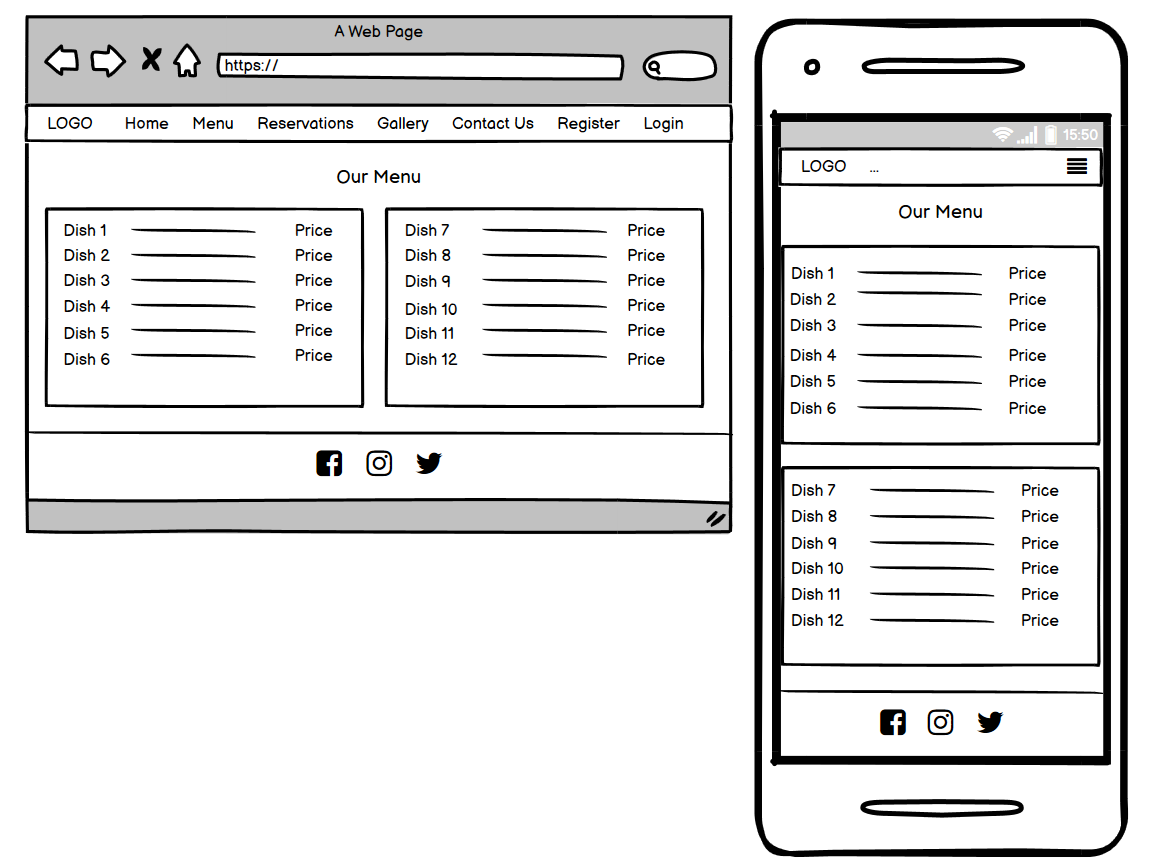 A Web Page
https://
LOGO Home Menu Reservations Gallery Contact Us Register Login
Our Menu
Dish 1 Price
Dish 2 Price
Dish 3 Price
Dish 4 Price
Dish 5 Price
Dish 6 Price
Dish 7 Price
Dish 8 Price
Dish 9 Price
Dish 10 Price
Dish 11 Price
Dish 12 Price
15:50
LOGO ...
Our Menu
Dish 1 Price
Dish 2 Price
Dish 3 Price
Dish 4 Price
Dish 5 Price
Dish 6 Price
Dish 7 Price
Dish 8 Price
Dish 9 Price
Dish 10 Price
Dish 11 Price
Dish 12 Price